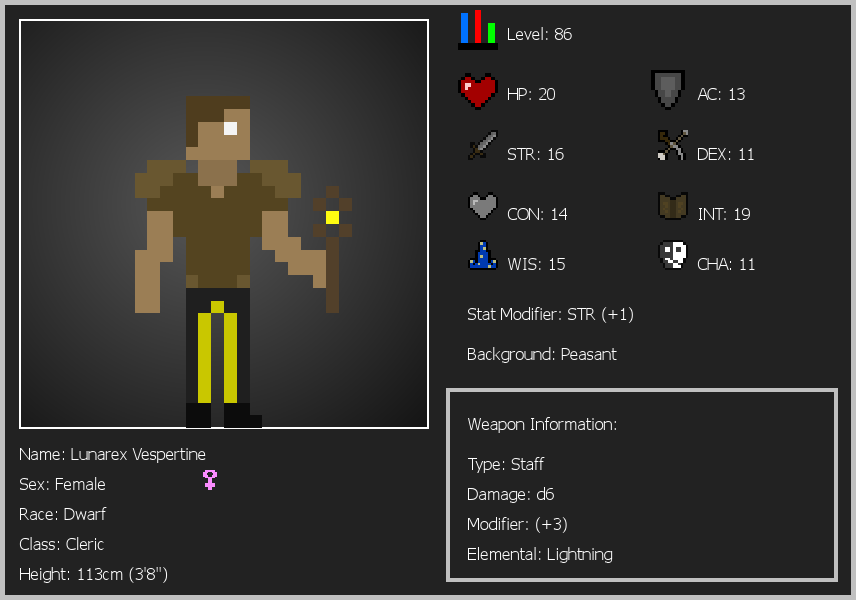 Level: 86
HP: 20
AC: 13
STR: 16
DEX: 11
CON: 14
INT: 19
WIS: 15
CHA: 11
Stat Modifier: STR (+1)
Background: Peasant
Weapon Information:
Type: Staff
Damage: d6
Modifier: (+3)
Elemental: Lightning
Name: Lunarex Vespertine
Sex: Female
Race: Dwarf
Class: Cleric
Height: 113cm (3'8")